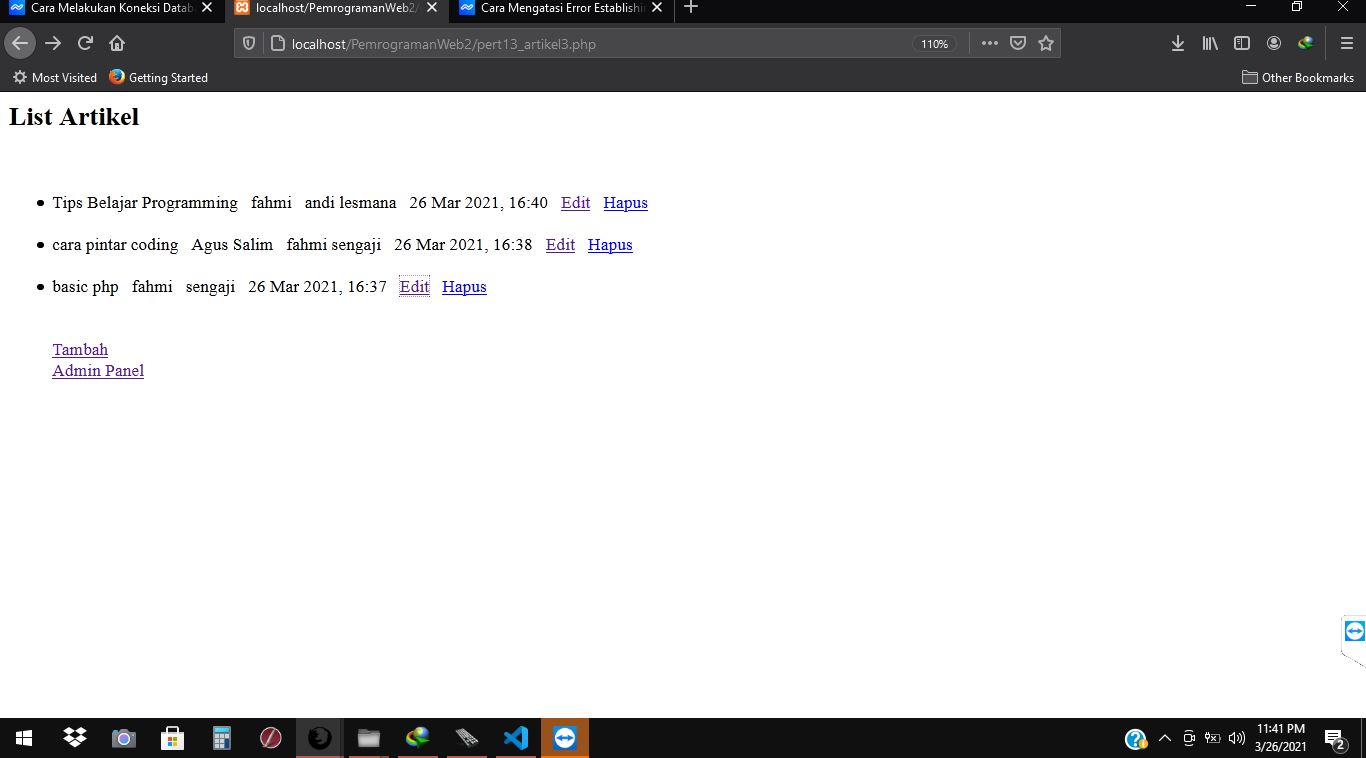 Cara Melakukan Koneksi Datab
localhost/PemrogramanWeb2/
Cara Mengatasi Error Establishi
localhost/PemrogramanWeb2/pert13_artikel3.php
110%
Most Visited
Getting Started
Other Bookmarks
List Artikel
Tips Belajar Programming fahmi andi lesmana 26 Mar 2021, 16:40 Edit Hapus
cara pintar coding Agus Salim fahmi sengaji 26 Mar 2021, 16:38 Edit Hapus
basic php fahmi sengaji 26 Mar 2021, 16:37 Edit Hapus
Tambah
Admin Panel
11:41 PM
3/26/2021
2